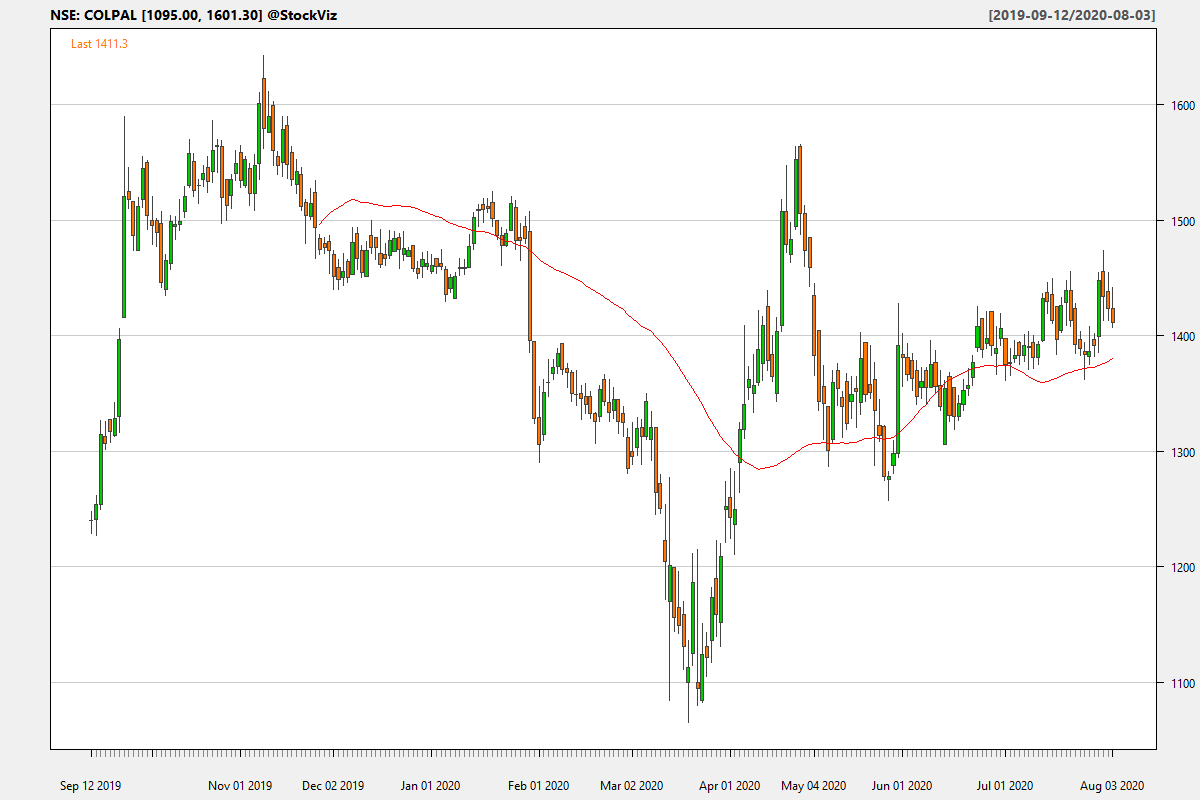 NSE: COLPAL [1095.00, 1601.30] @StockViz
[2019-09-12/2020-08-03]
Last 1411.3
1600
1500
1400
1300
1200
1100
Sep 12 2019
Nov 01 2019
Dec 02 2019
Jan 01 2020
Feb 01 2020
Mar 02 2020
Apr 01 2020
May 04 2020
Jun 01 2020
Jul 01 2020
Aug 03 2020